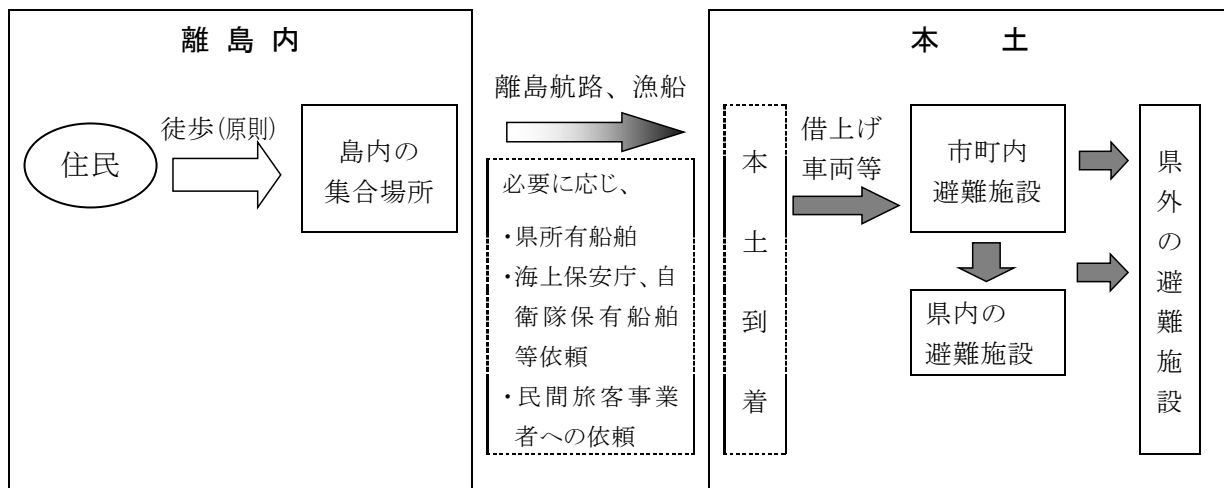 離島内
住民
徒歩(原則)
島内の
集合場所
離島航路、漁船
必要に応じ、
・県所有船舶
・海上保安庁、自
衛隊保有船舶
等依頼
・民間旅客事業
者への依頼
本土
本土到着
借上げ
車両等
市町内
避難施設
県内の
避難施設
県外の避難施設